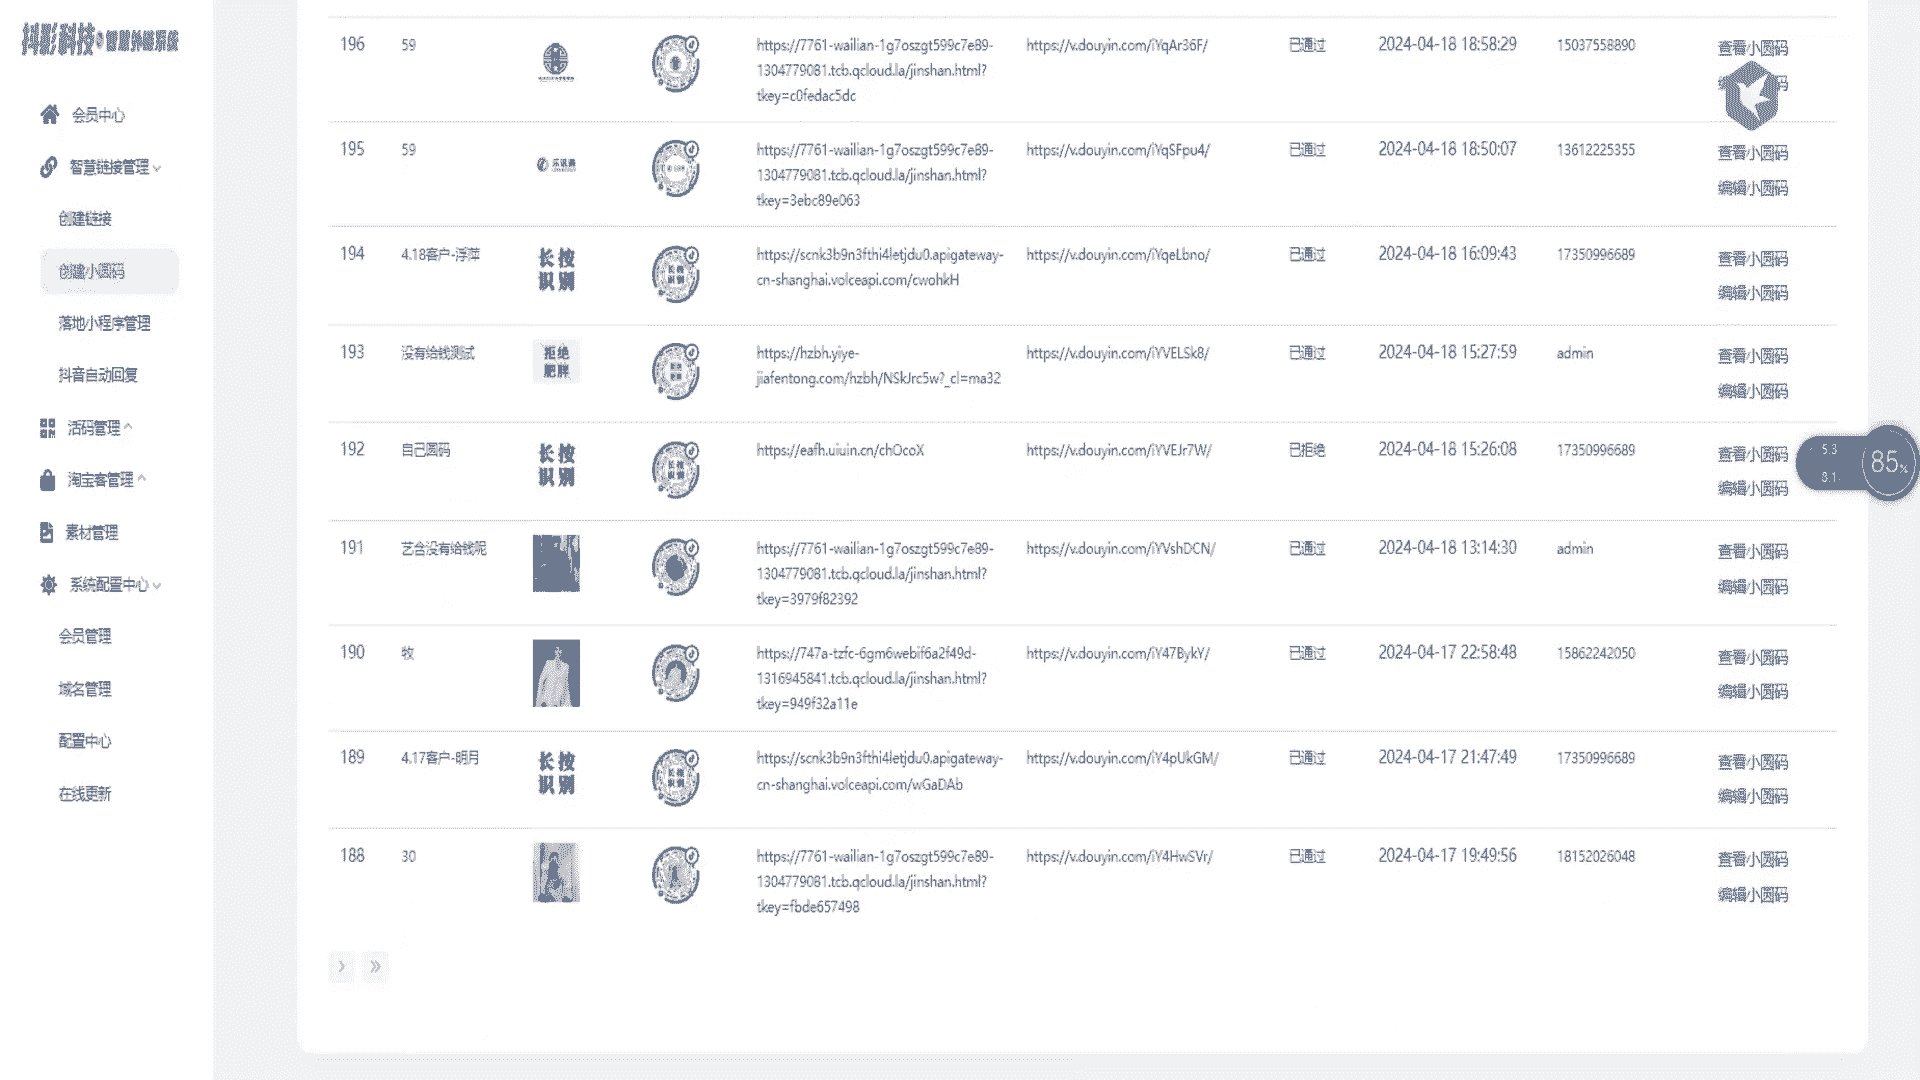 抖影科技
会员中心
智慧链接管理
创建链接
创建小圆码
落地小程序管理
抖音自动回复
活码管理
淘宝客管理
素材管理
系统配置中心
会员管理
域名管理
配置中心
在线更新
196 59 https://7761-wailian-1g7oszgt599c7e89- https://v.douyin.com/iYqAr36F/ 已通过 2024-04-18 18:58:29 15037558890 查看小圆码
1304779081.tcb.qcloud.la/jinshan.html?
tkey=c0fedac5dc
195 59 https://7761-wailian-1g7oszgt599c7e89- https://v.douyin.com/iYqSFpu4/ 已通过 2024-04-18 18:50:07 13612225355 查看小圆码
1304779081.tcb.qcloud.la/jinshan.html?
tkey=3ebc89e063 编辑小圆码
194 4.18客户-浮萍 长按 https://scnk3b9n3fthi4letjdu0.apigateway- https://v.douyin.com/iYqeLbno/ 已通过 2024-04-18 16:09:43 17350996689 查看小圆码
识别 cn-shanghai.volceapi.com/cwohkH 编辑小圆码
193 没有给钱测试 拒绝 https://hzbh.yiye- https://v.douyin.com/iYVELSk8/ 已通过 2024-04-18 15:27:59 admin 查看小圆码
肥胖 jiafentong.com/hzbh/NSkJrc5w?_cl=ma32 编辑小圆码
192 自己圆码 长按 https://eafh.uiuin.cn/chOcoX https://v.douyin.com/iYVEJr7W/ 已拒绝 2024-04-18 15:26:08 17350996689 查看小圆码
识别 编辑小圆码
5.3
3.1
85%
191 艺含没有给钱呢 https://7761-wailian-1g7oszgt599c7e89- https://v.douyin.com/iYVshDCN/ 已通过 2024-04-18 13:14:30 admin 查看小圆码
1304779081.tcb.qcloud.la/jinshan.html?
tkey=3979f82392 编辑小圆码
190 牧 https://747a-tzfc-6gm6webif6a2f49d- https://v.douyin.com/iY47BykY/ 已通过 2024-04-17 22:58:48 15862242050 查看小圆码
1316945841.tcb.qcloud.la/jinshan.html?
tkey=949f32a11e 编辑小圆码
189 4.17客户-明月 长按 https://scnk3b9n3fthi4letjdu0.apigateway- https://v.douyin.com/iY4pUkGM/ 已通过 2024-04-17 21:47:49 17350996689 查看小圆码
识别 cn-shanghai.volceapi.com/wGaDAb 编辑小圆码
188 30 https://7761-wailian-1g7oszgt599c7e89- https://v.douyin.com/iY4HwSVr/ 已通过 2024-04-17 19:49:56 18152026048 查看小圆码
1304779081.tcb.qcloud.la/jinshan.html?
tkey=fbde657498 编辑小圆码